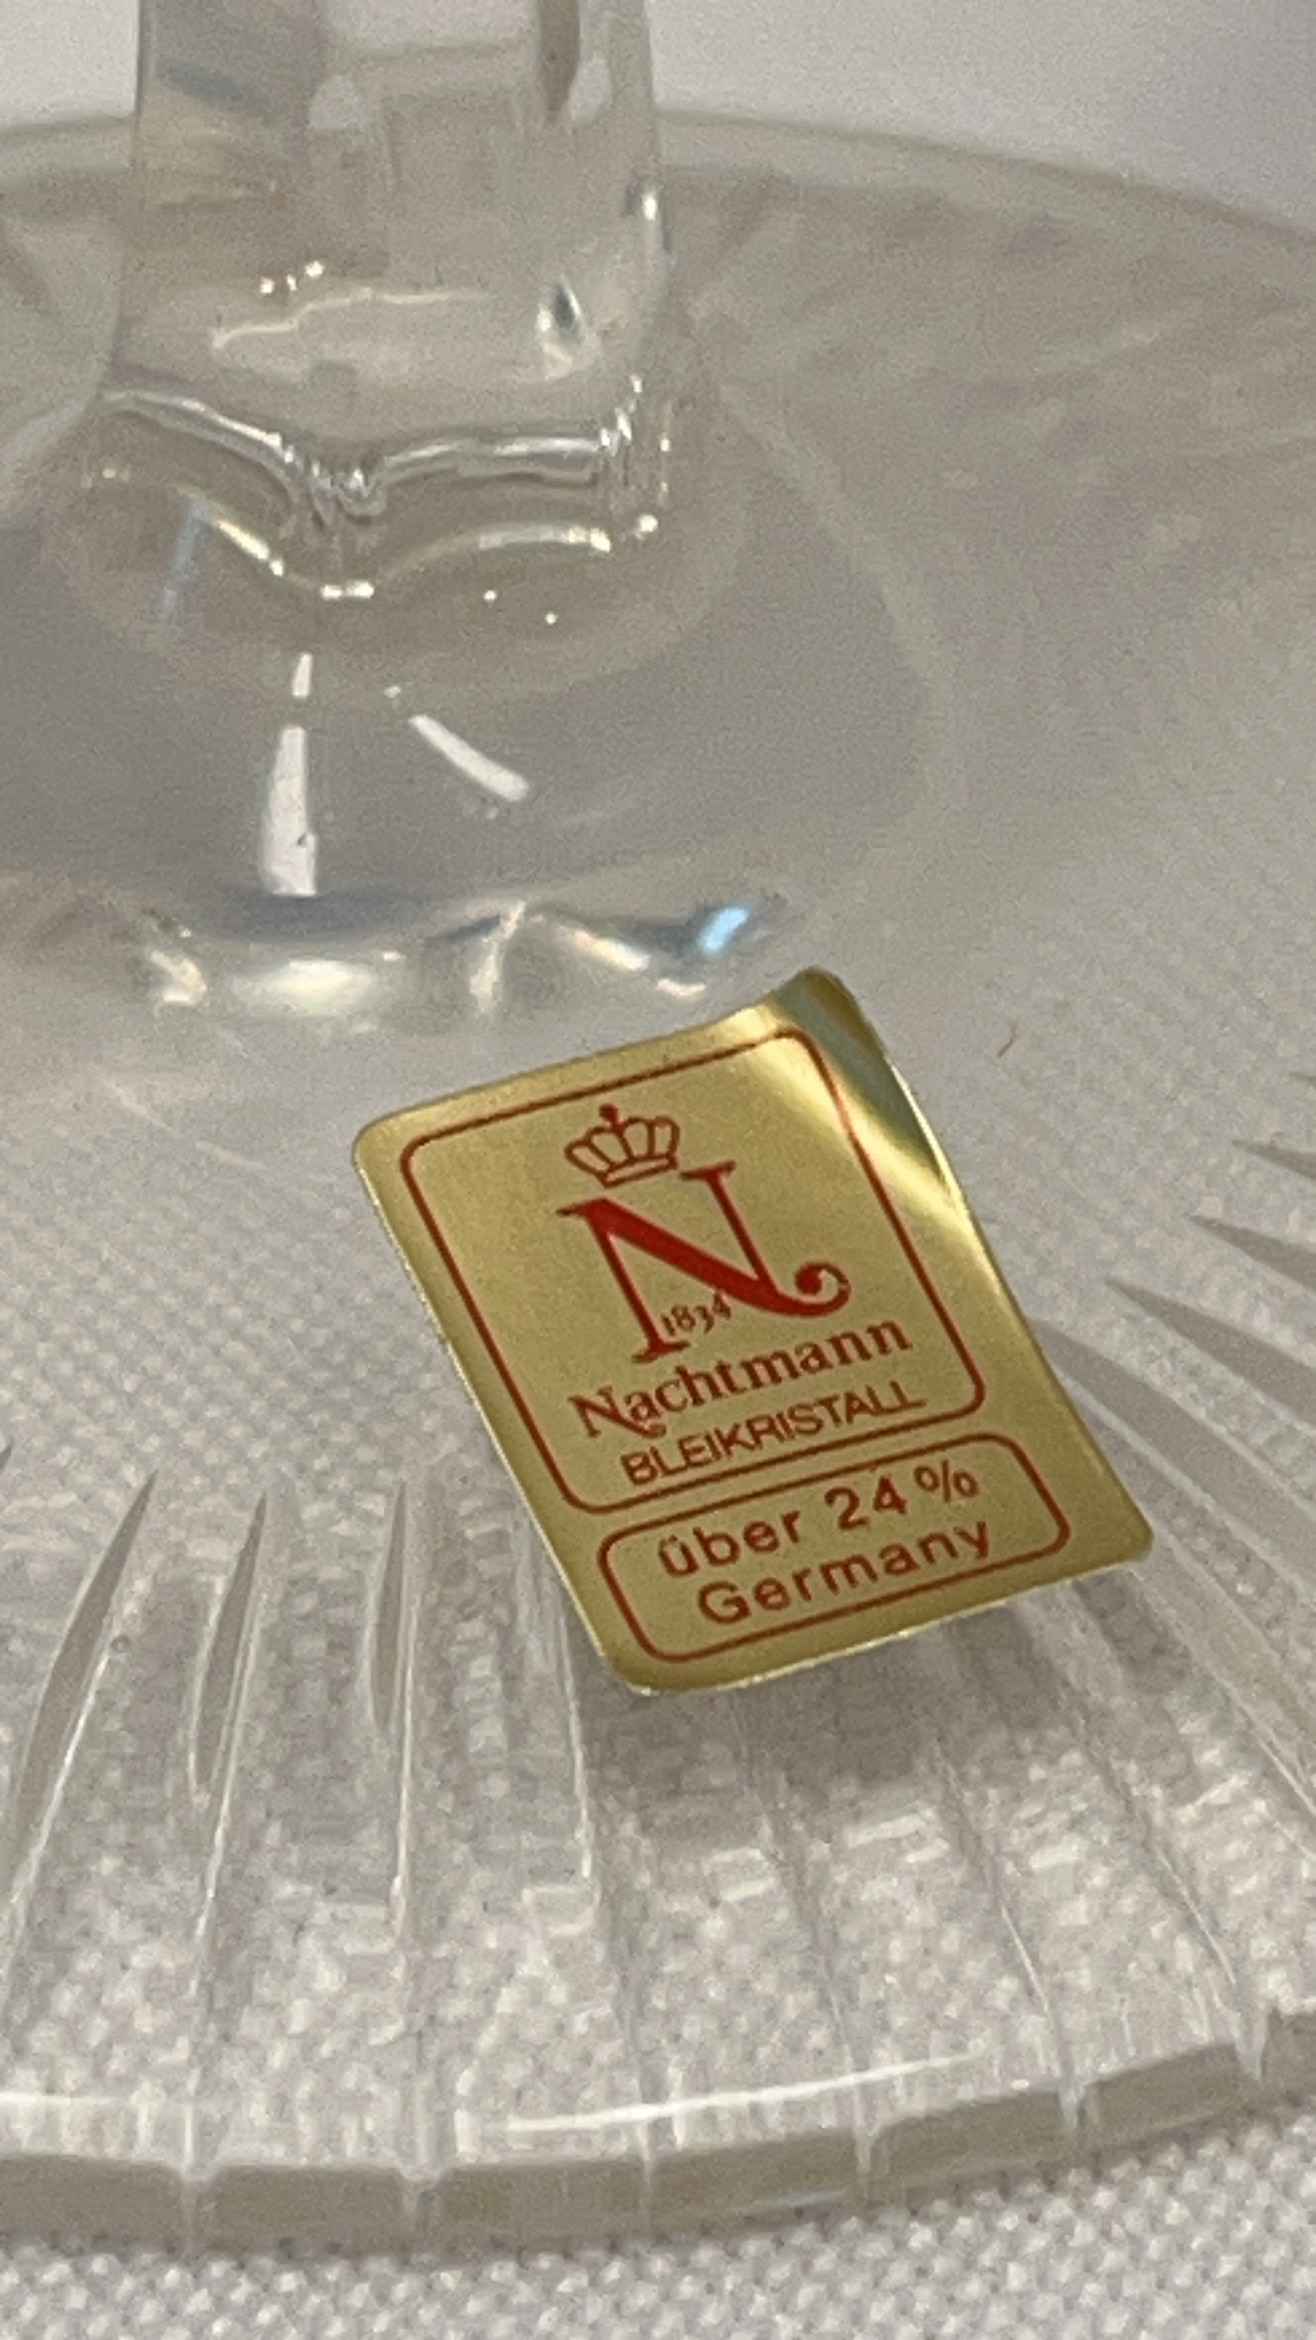 N
1834
Nachtmann
BLEIKRISTALL
über 24%
Germany